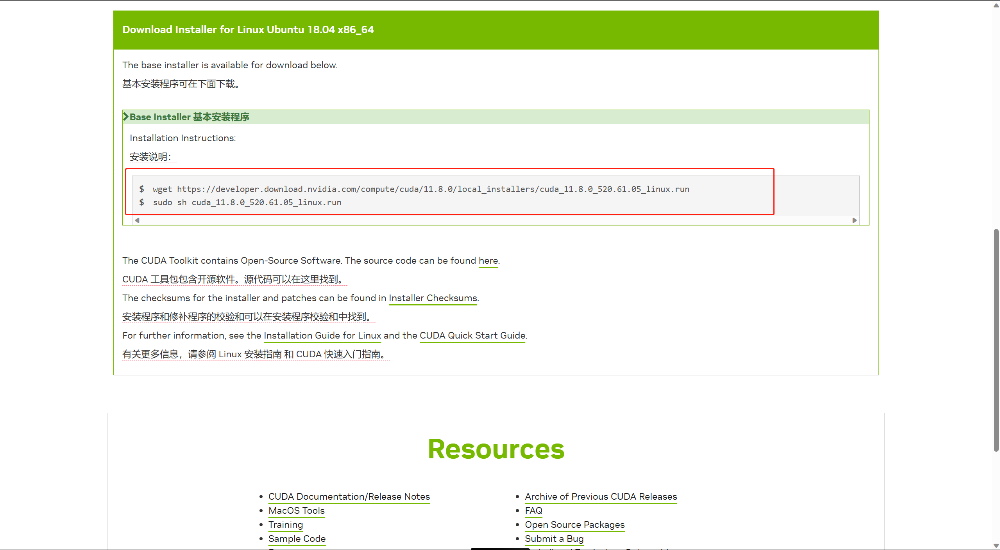 Download Installer for Linux Ubuntu 18.04 x86_64
The base installer is available for download below.
基本安装程序可在下面下载。
Base Installer 基本安装程序
Installation Instructions:
安装说明：
$ wget https://developer.download.nvidia.com/compute/cuda/11.8.0/local_installers/cuda_11.8.0_520.61.05_linux.run
$ sudo sh cuda_11.8.0_520.61.05_linux.run
The CUDA Toolkit contains Open-Source Software. The source code can be found here.
CUDA 工具包包含开源软件。源代码可以在这里找到。
The checksums for the installer and patches can be found in Installer Checksums.
安装程序和修补程序的校验和可以在安装程序校验和中找到。
For further information, see the Installation Guide for Linux and the CUDA Quick Start Guide.
有关更多信息，请参阅 Linux 安装指南 和 CUDA 快速入门指南。
Resources
CUDA Documentation/Release Notes
MacOS Tools
Training
Sample Code
Archive of Previous CUDA Releases
FAQ
Open Source Packages
Submit a Bug